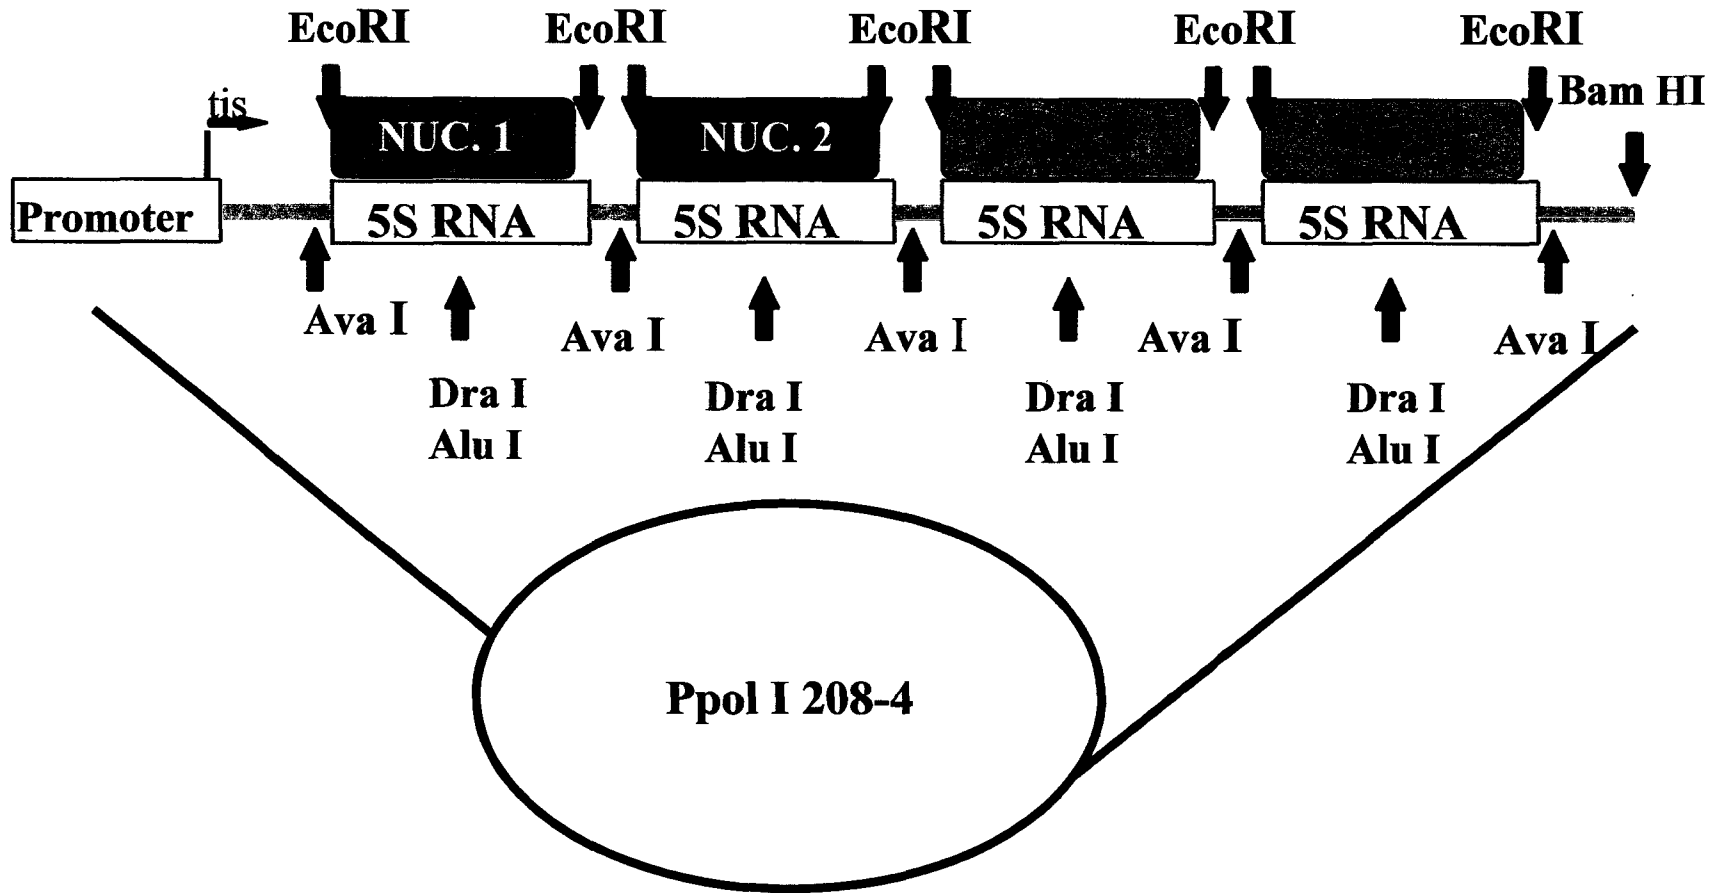 EcoRI EcoRI EcoRI EcoRI EcoRI
Bam HI
tis
NUC. 1 NUC. 2
Promoter 5S RNA 5S RNA 5S RNA 5S RNA
Ava I Ava I Ava I Ava I Ava I
Dra I Dra I Dra I Dra I
Alu I Alu I Alu I Alu I
Ppol I 208-4